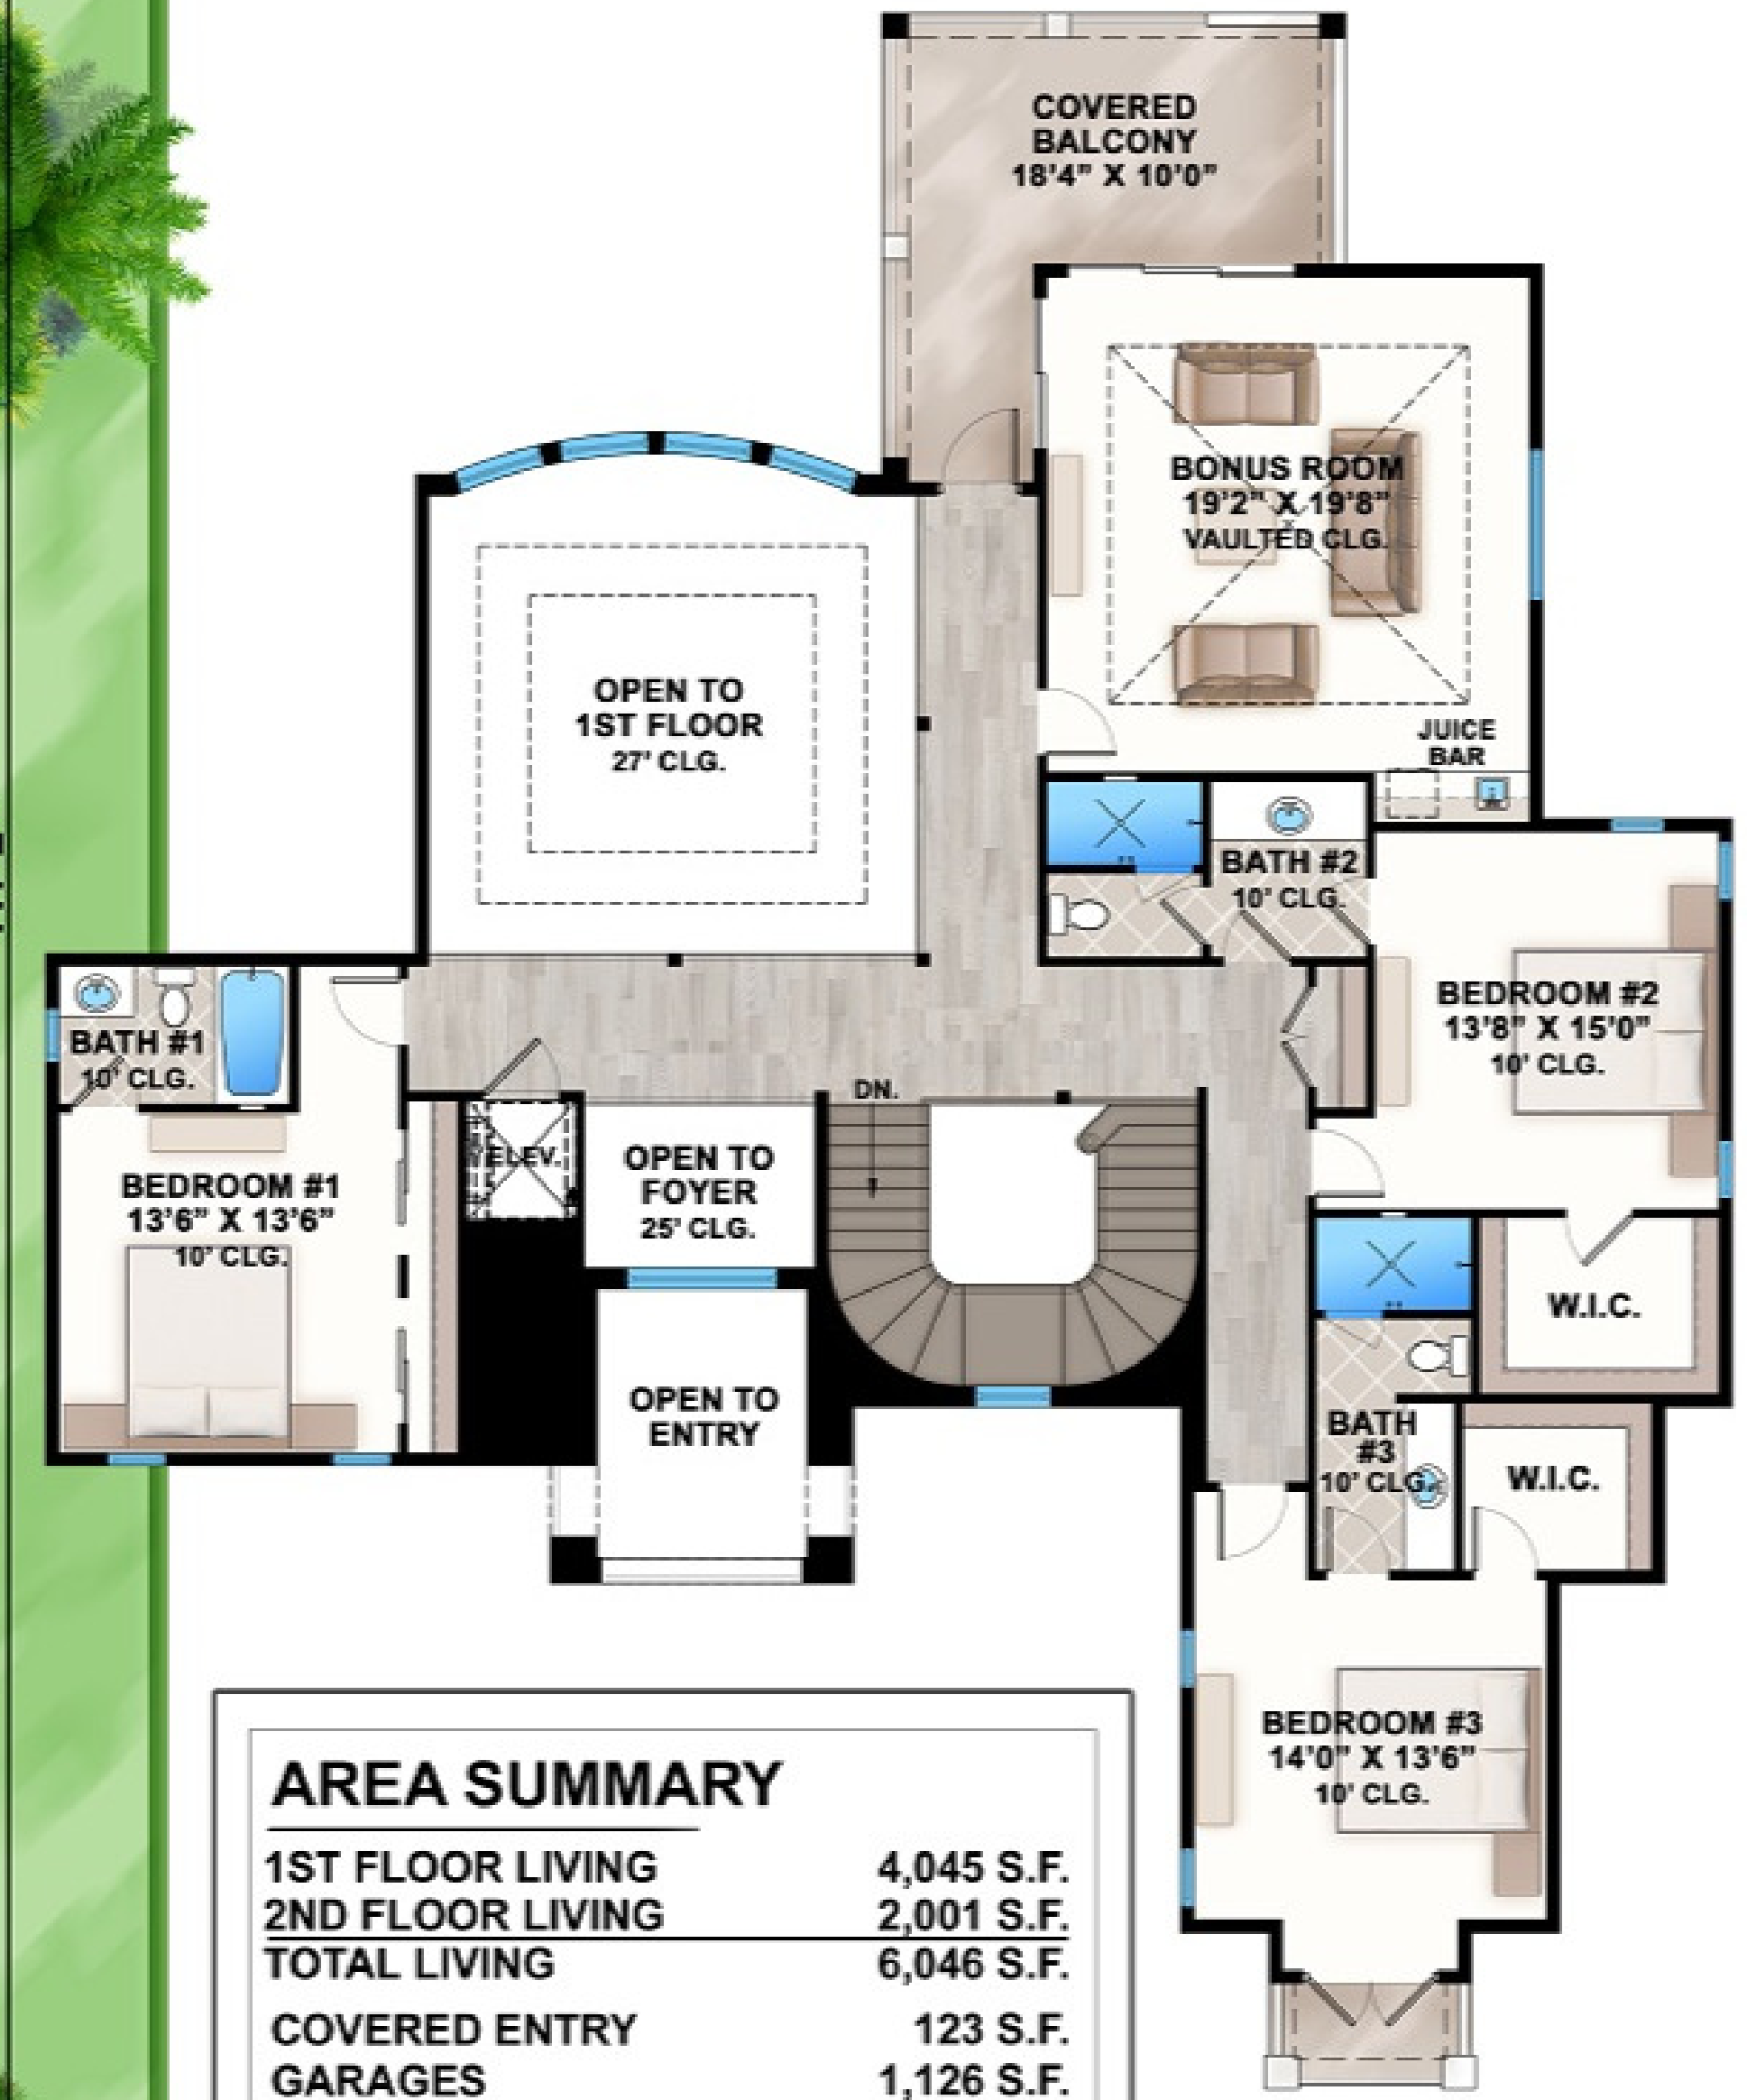 COVERED
BALCONY
18'4" X 10'0"
BONUS ROOM
19'2" X 19'8"
VAULTED CLG.
OPEN TO
1ST FLOOR
27' CLG.
JUICE
BAR
BATH #2
10' CLG.
BEDROOM #2
13'8" X 15'0"
10' CLG.
BATH #1
10' CLG.
DN.
ELEV.
OPEN TO
FOYER
25' CLG.
BEDROOM #1
13'6" X 13'6"
10' CLG.
W.I.C.
OPEN TO
ENTRY
BATH
#3
10' CLG.
W.I.C.
BEDROOM #3
14'0" X 13'6"
10' CLG.
AREA SUMMARY
1ST FLOOR LIVING 4,045 S.F.
2ND FLOOR LIVING 2,001 S.F.
TOTAL LIVING 6,046 S.F.
COVERED ENTRY 123 S.F.
GARAGES 1,126 S.F.